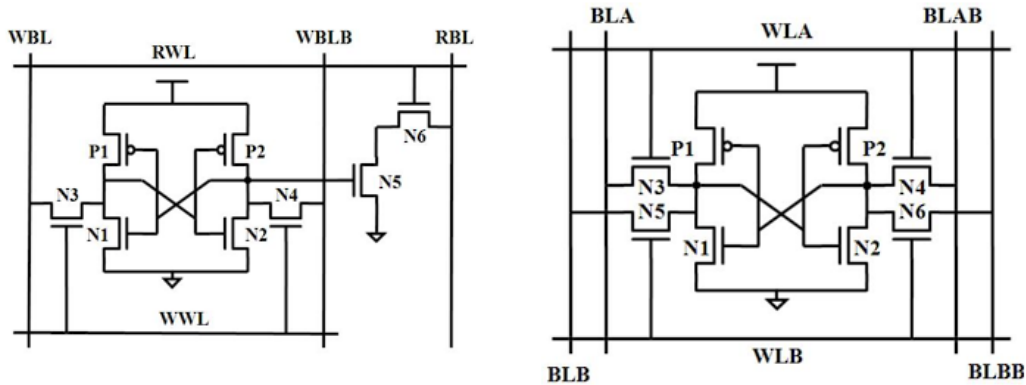 WBL WBLB RBL
RWL
P1 P2 N6
N3 N4 N5
N1 N2
WWL
BLA BLAB
WLA
P1 P2
N3 N4
N5 N6
N1 N2
WLB
BLB BLBB